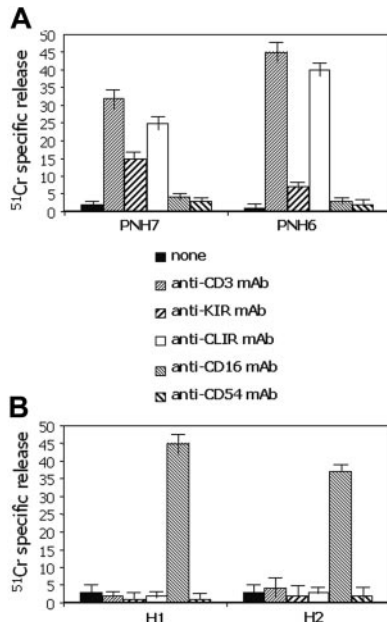 A
51Cr specific release
50
45
40
35
30
25
20
15
10
5
0
PNH7 PNH6
none
anti-CD3 mAb
anti-KIR mAb
anti-CLIR mAb
anti-CD16 mAb
anti-CD54 mAb
B
51Cr specific release
50
45
40
35
30
25
20
15
10
5
0
H1 H2